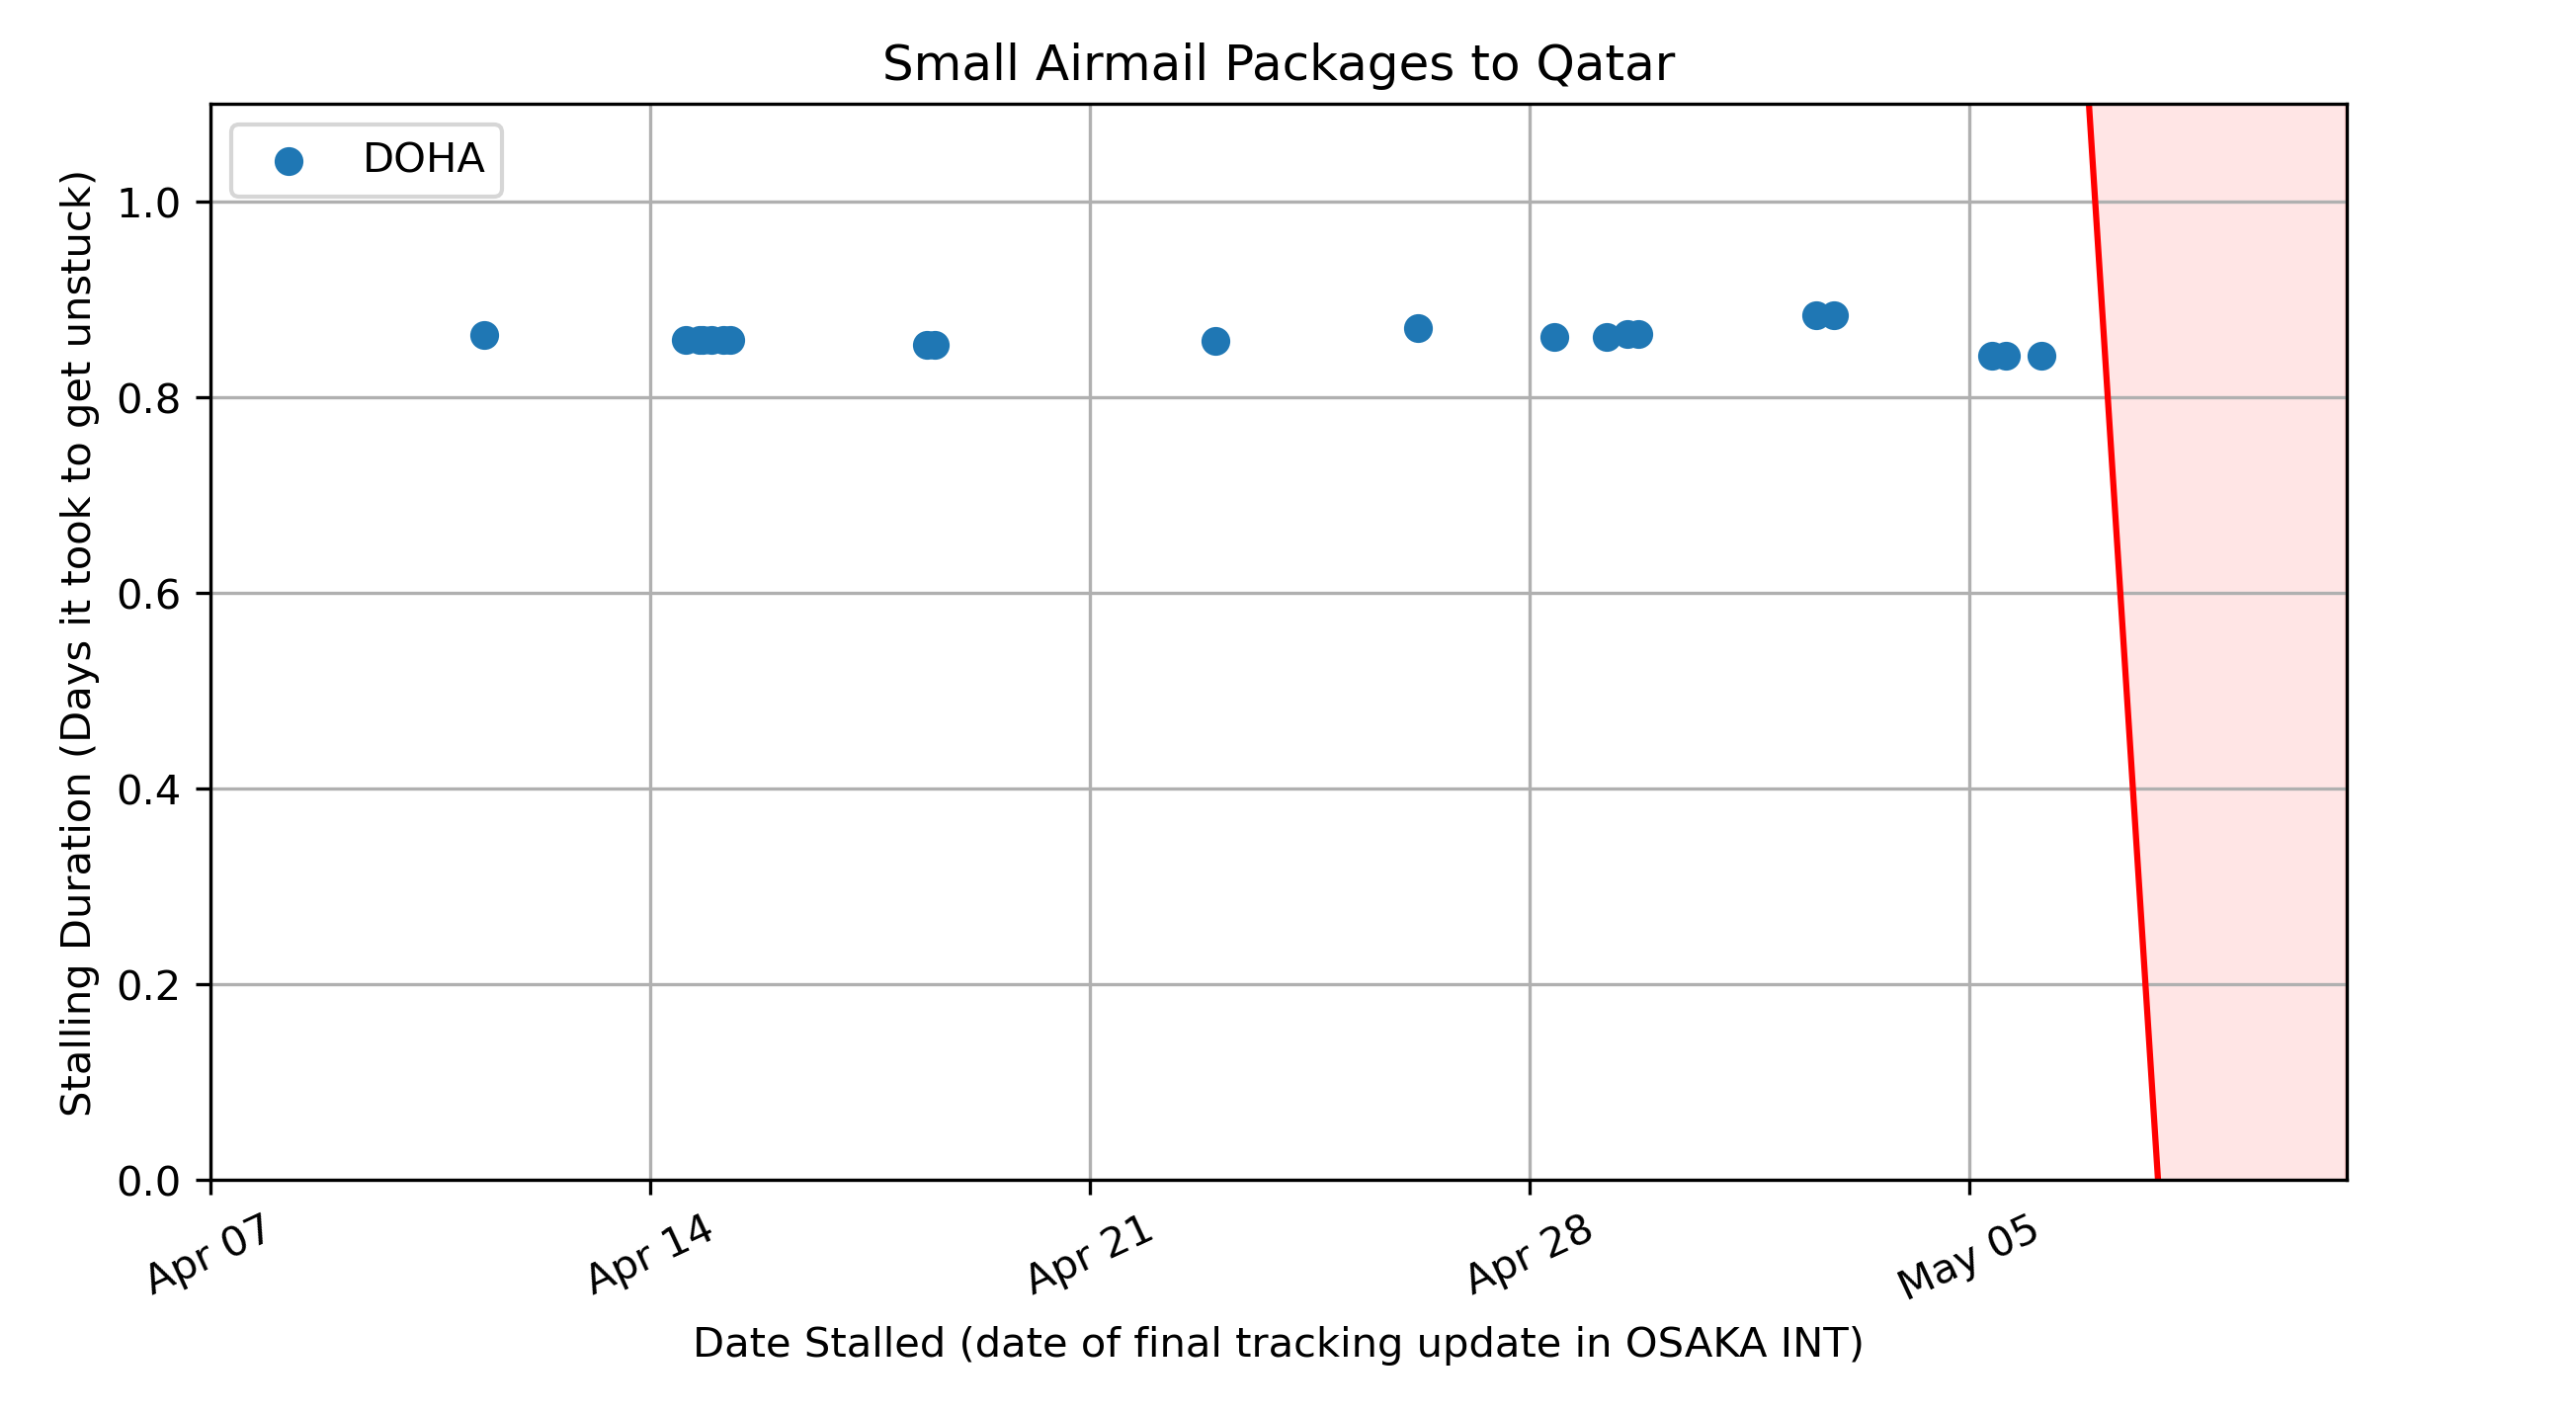 Small Airmail Packages to Qatar
DOHA
Stalling Duration (Days it took to get unstuck)
1.0
0.8
0.6
0.4
0.2
0.0
Apr 07
Apr 14
Apr 21
Apr 28
May 05
Date Stalled (date of final tracking update in OSAKA INT)